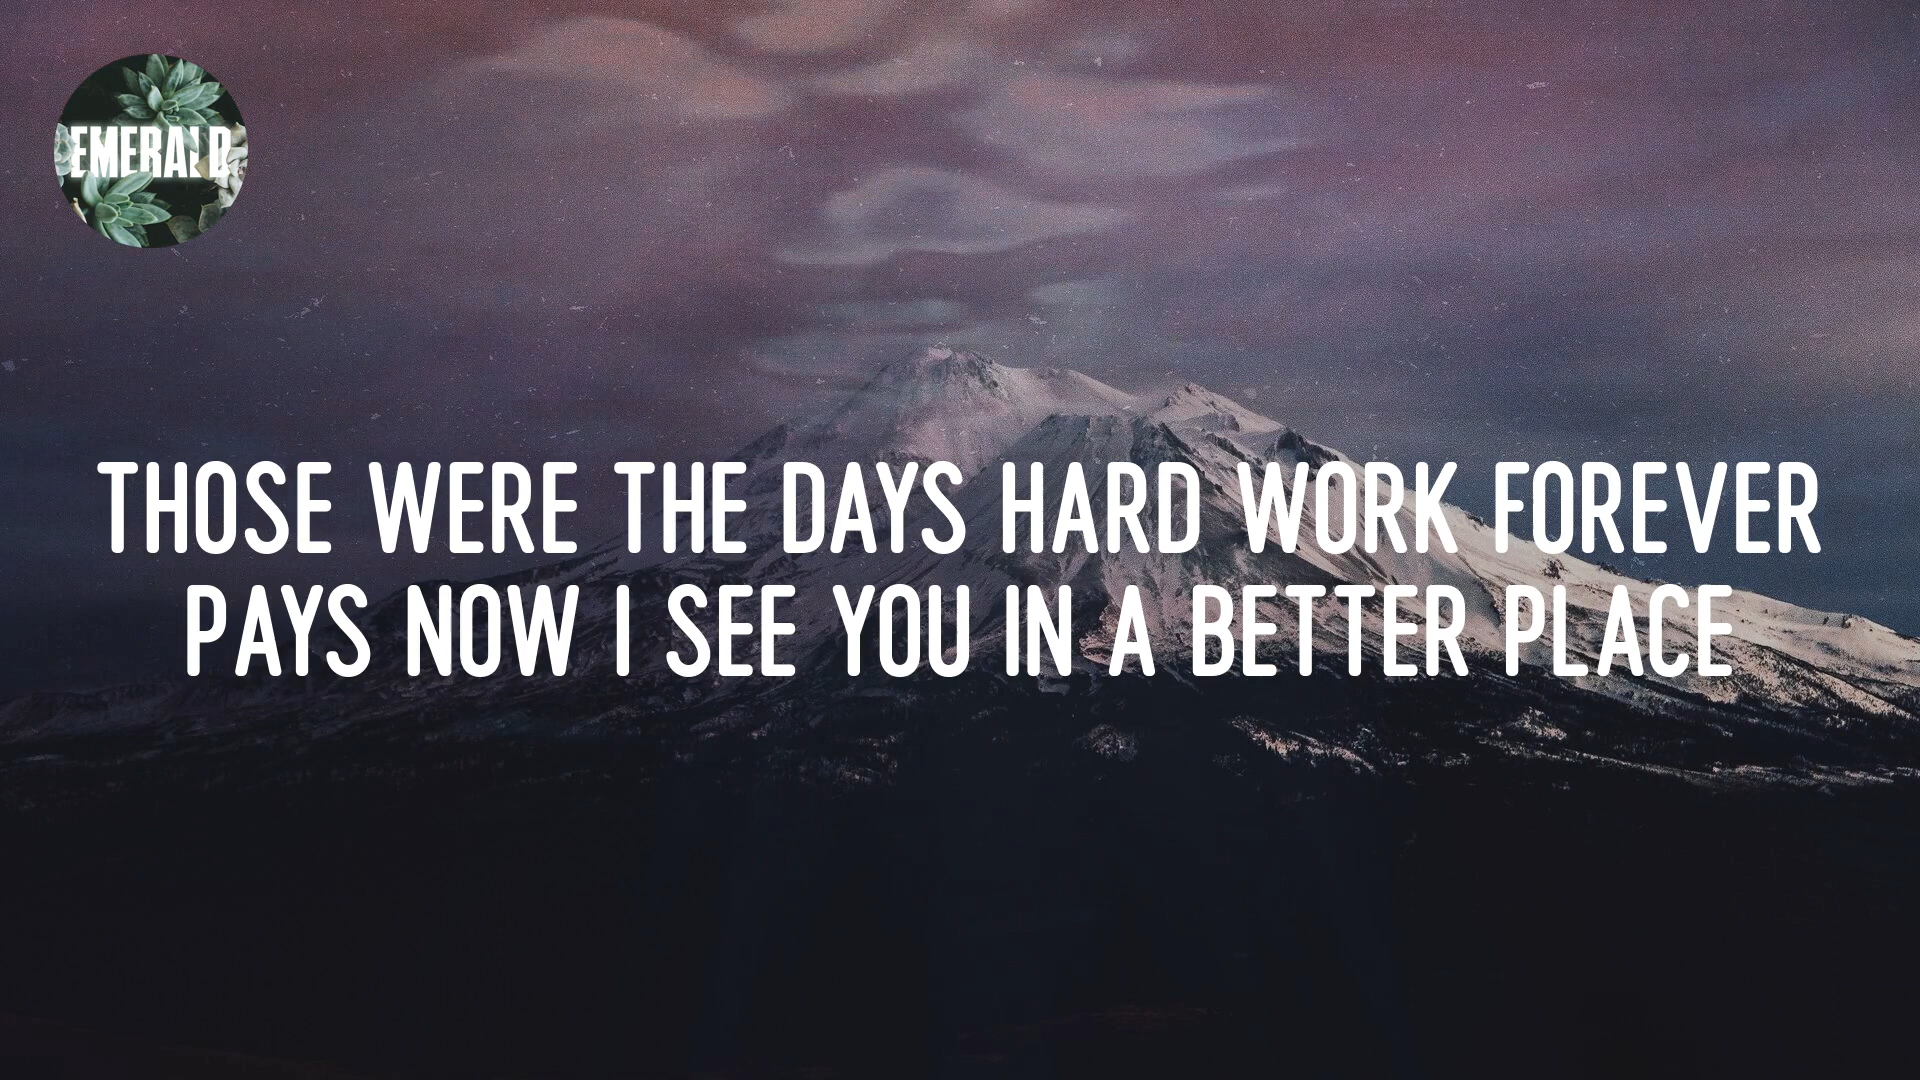 EMERALD
THOSE WERE THE DAYS HARD WORK FOREVER
PAYS NOW I SEE YOU IN A BETTER PLACE